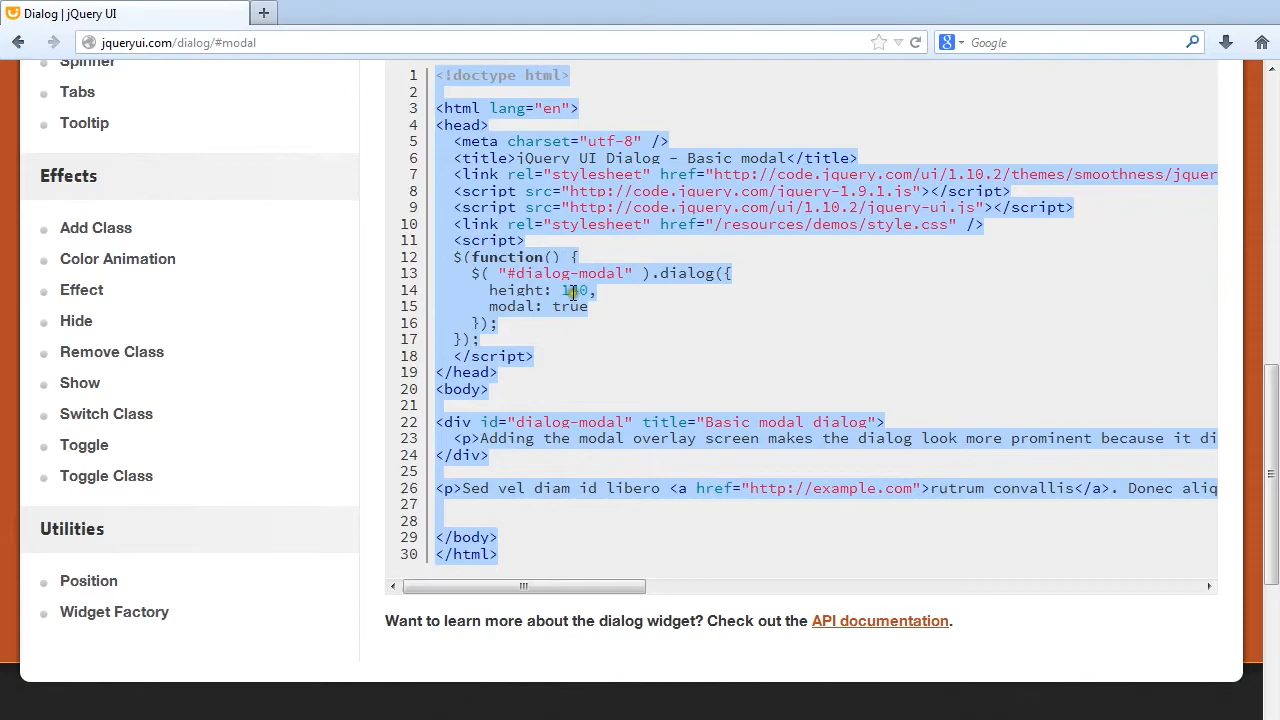 Dialog | jQuery UI
jqueryui.com/dialog/#modal
Google
Spinner
Tabs
Tooltip
Effects
Add Class
Color Animation
Effect
Hide
Remove Class
Show
Switch Class
Toggle
Toggle Class
Utilities
Position
Widget Factory
1 <!doctype html>
2
3 <html lang="en">
4 <head>
5 <meta charset="utf-8" />
6 <title>jQuery UI Dialog - Basic modal</title>
7 <link rel="stylesheet" href="http://code.jquery.com/ui/1.10.2/themes/smoothness/jquer
8 <script src="http://code.jquery.com/jquery-1.9.1.js"></script>
9 <script src="http://code.jquery.com/ui/1.10.2/jquery-ui.js"></script>
10 <link rel="stylesheet" href="/resources/demos/style.css" />
11 <script>
12 $(function() {
13 $( "#dialog-modal" ).dialog({
14 height: 140,
15 modal: true
16 });
17 });
18 </script>
19 </head>
20 <body>
21
22 <div id="dialog-modal" title="Basic modal dialog">
23 <p>Adding the modal overlay screen makes the dialog look more prominent because it di
24 </div>
25
26 <p>Sed vel diam id libero <a href="http://example.com">rutrum convallis</a>. Donec aliq
27
28
29 </body>
30 </html>
Want to learn more about the dialog widget? Check out the API documentation.